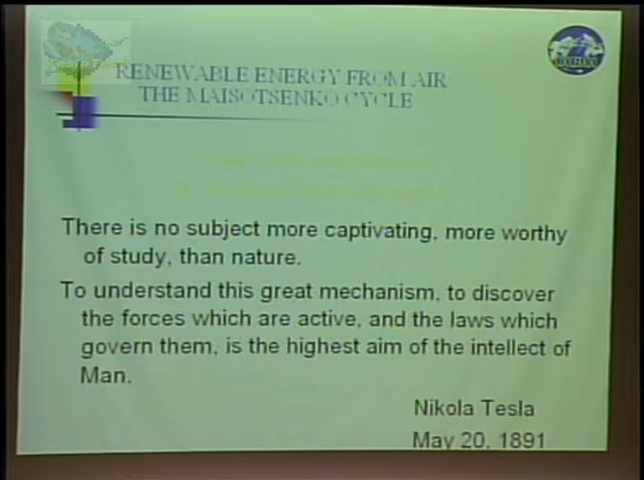 RENEWABLE ENERGY FROM AIR
THE MAISOTSENKO CYCLE
There is no subject more captivating, more worthy
of study, than nature.
To understand this great mechanism, to discover
the forces which are active, and the laws which
govern them, is the highest aim of the intellect of
Man.
Nikola Tesla
May 20, 1891